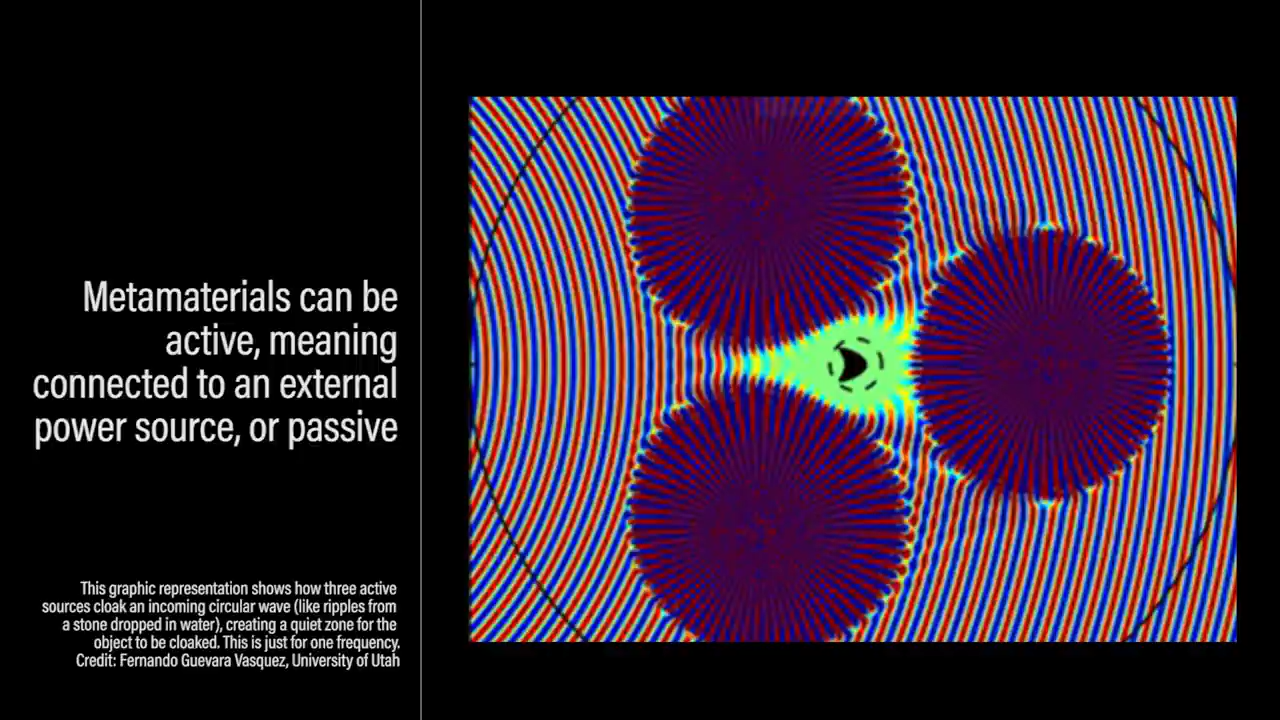 Metamaterials can be
active, meaning
connected to an external
power source, or passive
This graphic representation shows how three active
sources cloak an incoming circular wave (like ripples from
a stone dropped in water), creating a quiet zone for the
object to be cloaked. This is just for one frequency.
Credit: Fernando Guevara Vasquez, University of Utah